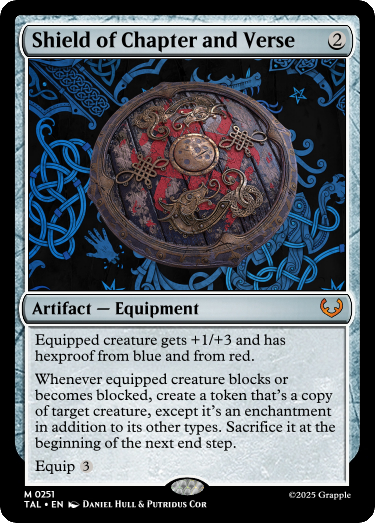 Shield of Chapter and Verse 2
Artifact — Equipment
Equipped creature gets +1/+3 and has
hexproof from blue and from red.
Whenever equipped creature blocks or
becomes blocked, create a token that's a copy
of target creature, except it's an enchantment
in addition to its other types. Sacrifice it at the
beginning of the next end step.
Equip 3
M 0251
TAL • EN Daniel Hull & Putridus Cor
©2025 Grapple